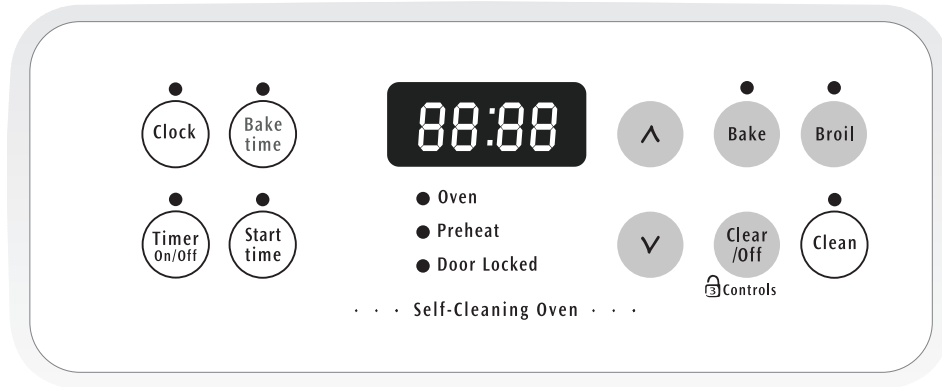 Clock
Bake
time
88:88
Bake
Broil
Oven
Preheat
Door Locked
Timer
On/Off
Start
time
Clear
/Off
Clean
3 Controls
· · · Self-Cleaning Oven · · ·